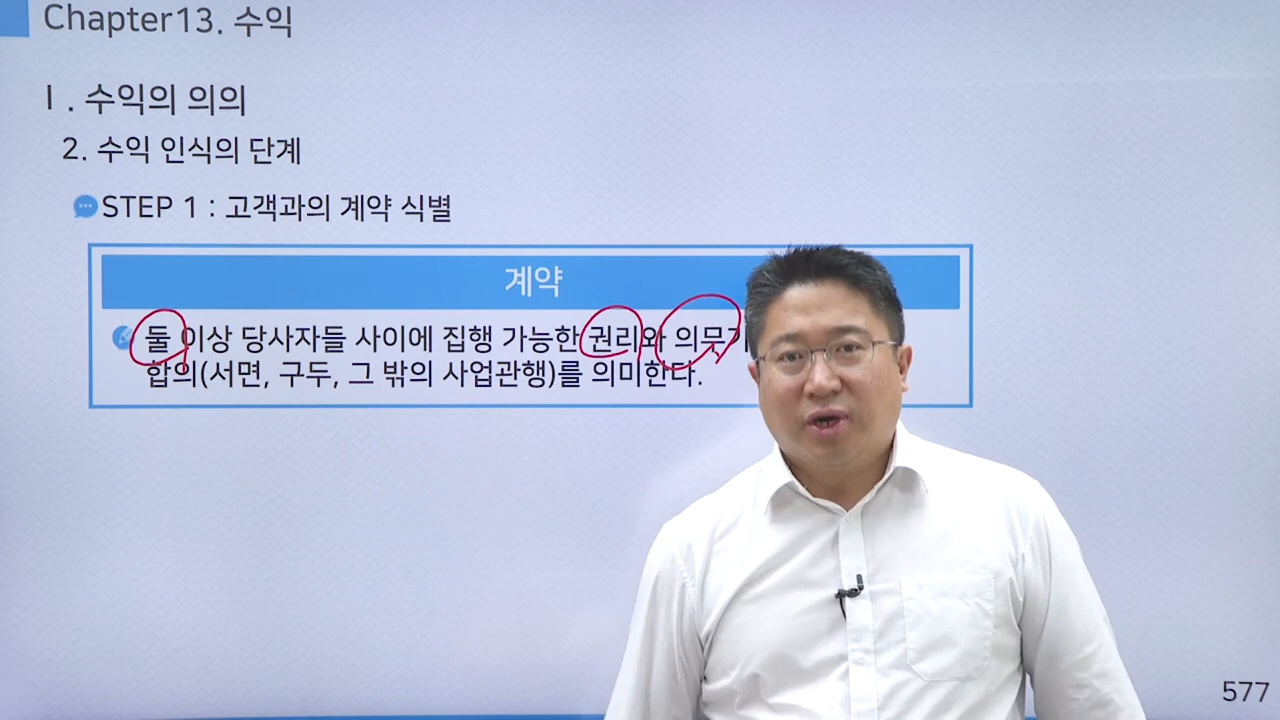 Chapter13. 수익
Ⅰ. 수익의 의의
2. 수익 인식의 단계
STEP 1 : 고객과의 계약 식별
계약
둘 이상 당사자들 사이에 집행 가능한 권리와 의무
합의(서면, 구두, 그 밖의 사업관행)를 의미한다.
577